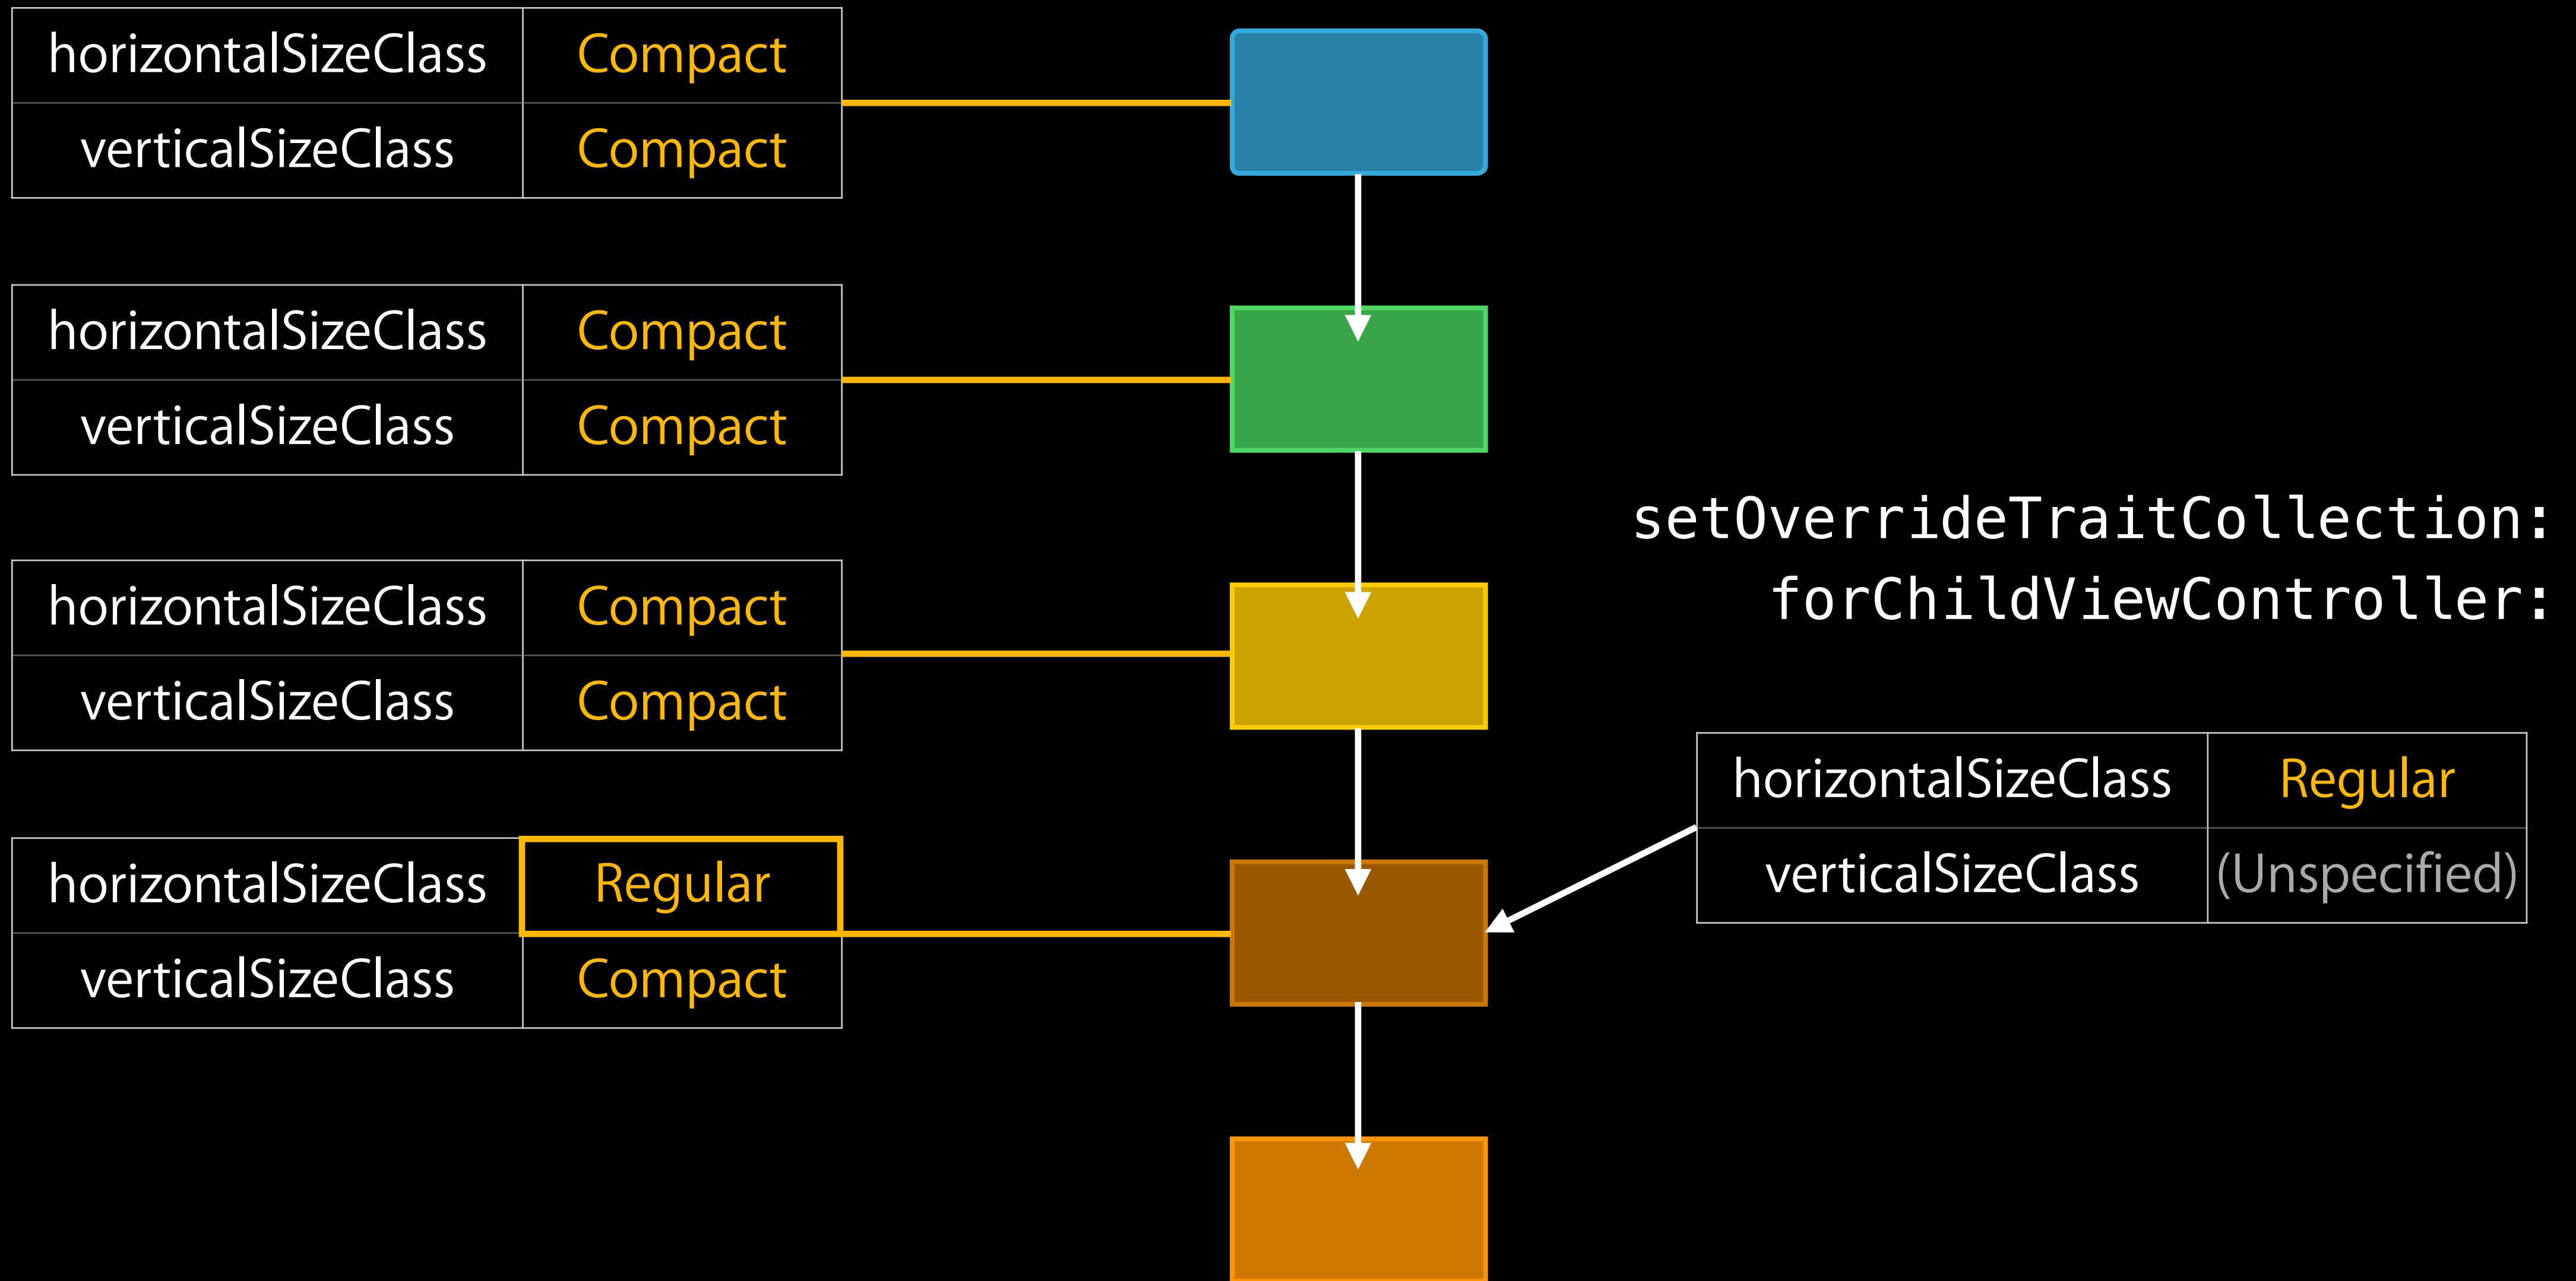 horizontalSizeClass Compact
verticalSizeClass Compact
horizontalSizeClass Compact
verticalSizeClass Compact
setOverrideTraitCollection:
forChildViewController:
horizontalSizeClass Compact
verticalSizeClass Compact
horizontalSizeClass Regular
verticalSizeClass (Unspecified)
horizontalSizeClass Regular
verticalSizeClass Compact